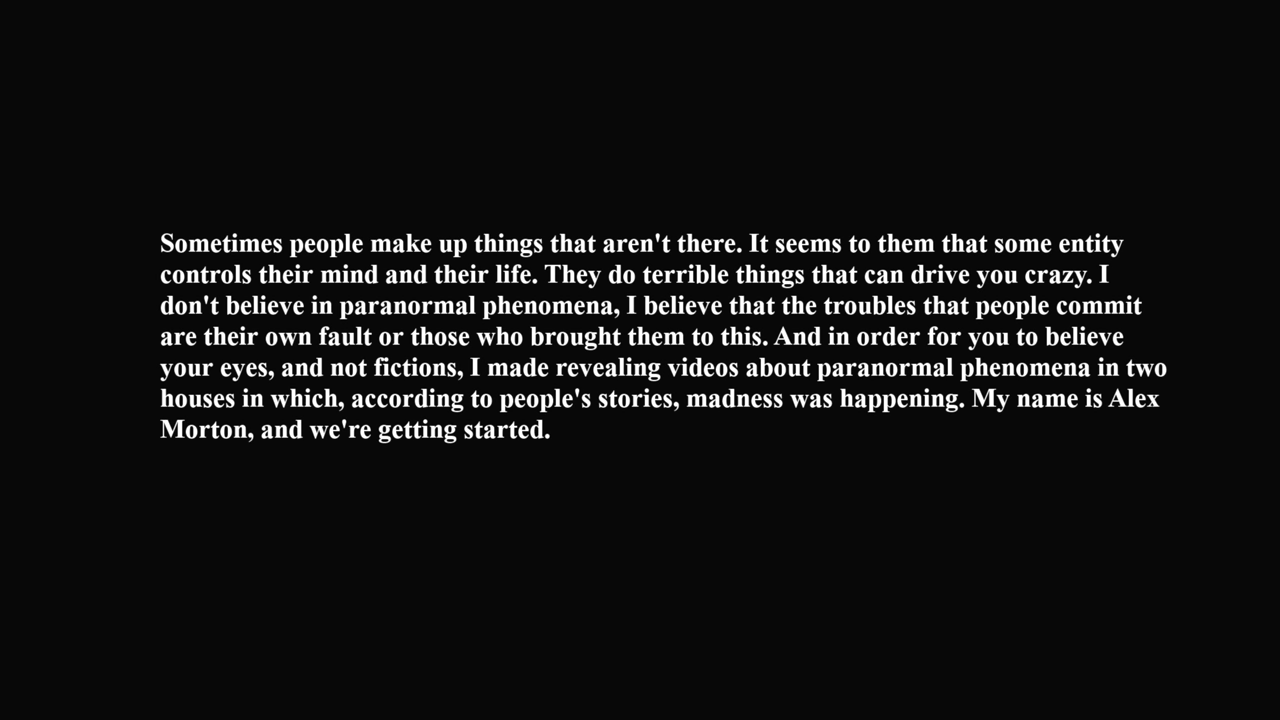 Sometimes people make up things that aren't there. It seems to them that some entity
controls their mind and their life. They do terrible things that can drive you crazy. I
don't believe in paranormal phenomena, I believe that the troubles that people commit
are their own fault or those who brought them to this. And in order for you to believe
your eyes, and not fictions, I made revealing videos about paranormal phenomena in two
houses in which, according to people's stories, madness was happening. My name is Alex
Morton, and we're getting started.